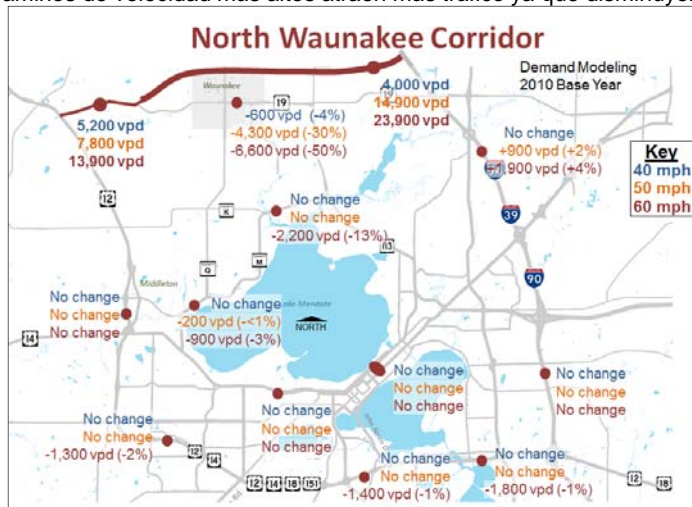 North Waunakee Corridor
Demand Modeling
2010 Base Year
Waunakee
19
19
5,200 vpd
7,800 vpd
13,900 vpd
-600 vpd (-4%)
-4,300 vpd (-30%)
-6,600 vpd (-50%)
4,000 vpd
14,900 vpd
23,900 vpd
No change
+900 vpd (+2%)
+1,900 vpd (+4%)
Key
40 mph
50 mph
60 mph
12
K
No change
No change
-2,200 vpd (-13%)
39
113
M
Q
90
Middleton
No change
No change
No change
14
No change
-200 vpd (-<1%)
-900 vpd (-3%)
Lake Mendota
NORTH
No change
No change
No change
No change
No change
No change
No change
No change
No change
No change
No change
-1,300 vpd (-2%)
12
14
12
14
18
151
No change
No change
-1,400 vpd (-1%)
No change
No change
-1,800 vpd (-1%)
12
18